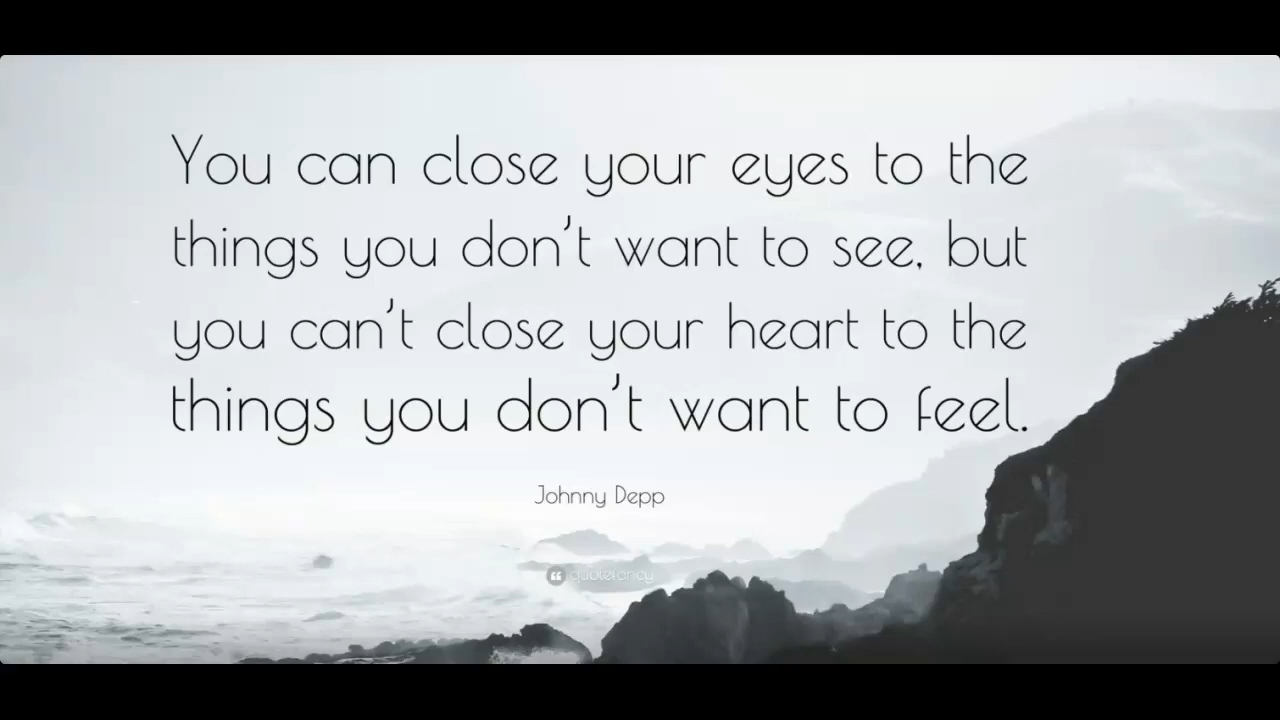 You can close your eyes to the
things you don't want to see, but
you can't close your heart to the
things you don't want to feel.
Johnny Depp
quotefancy